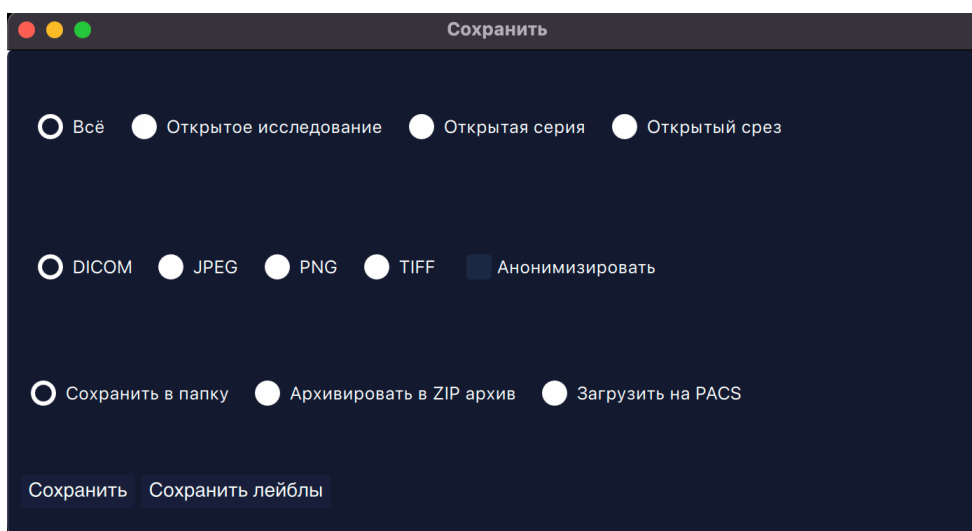 Сохранить
Всё Открытое исследование Открытая серия Открытый срез
DICOM JPEG PNG TIFF Анонимизировать
Сохранить в папку Архивировать в ZIP архив Загрузить на PACS
Сохранить Сохранить лейблы